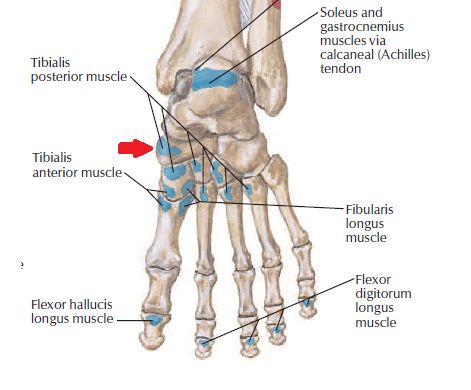 Soleus and
gastrocnemius
muscles via
calcaneal (Achilles)
tendon
Tibialis
posterior muscle
Tibialis
anterior muscle
Fibularis
longus
muscle
e
Flexor hallucis
longus muscle
Flexor
digitorum
longus
muscle